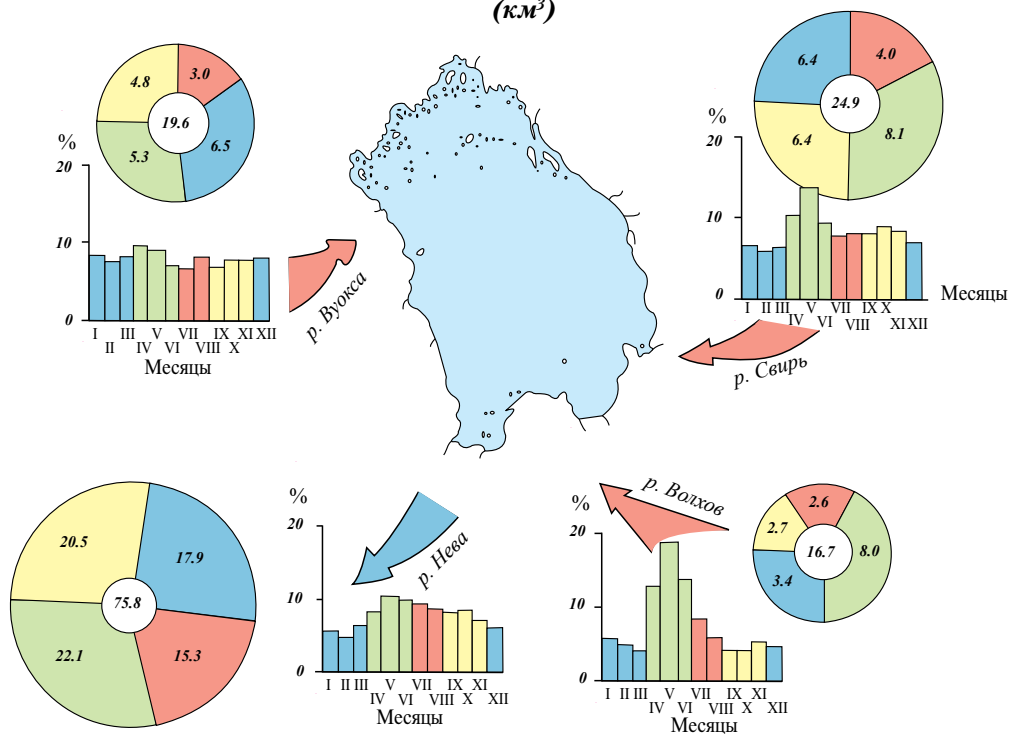 (км³)
4.8
3.0
19.6
5.3
6.5
%
20
10
0
I
II
III
IV
V
VI
VII
VIII
IX
X
XI
XII
Месяцы
р. Вуокса
6.4
4.0
24.9
6.4
8.1
%
20
10
0
I
II
III
IV
V
VI
VII
VIII
IX
X
XI
XII
Месяцы
р. Свирь
20.5
17.9
75.8
22.1
15.3
%
20
10
0
I
II
III
IV
V
VI
VII
VIII
IX
X
XI
XII
Месяцы
р. Нева
р. Волхов
%
20
10
0
I
II
III
IV
V
VI
VII
VIII
IX
X
XI
XII
Месяцы
2.6
2.7
16.7
8.0
3.4